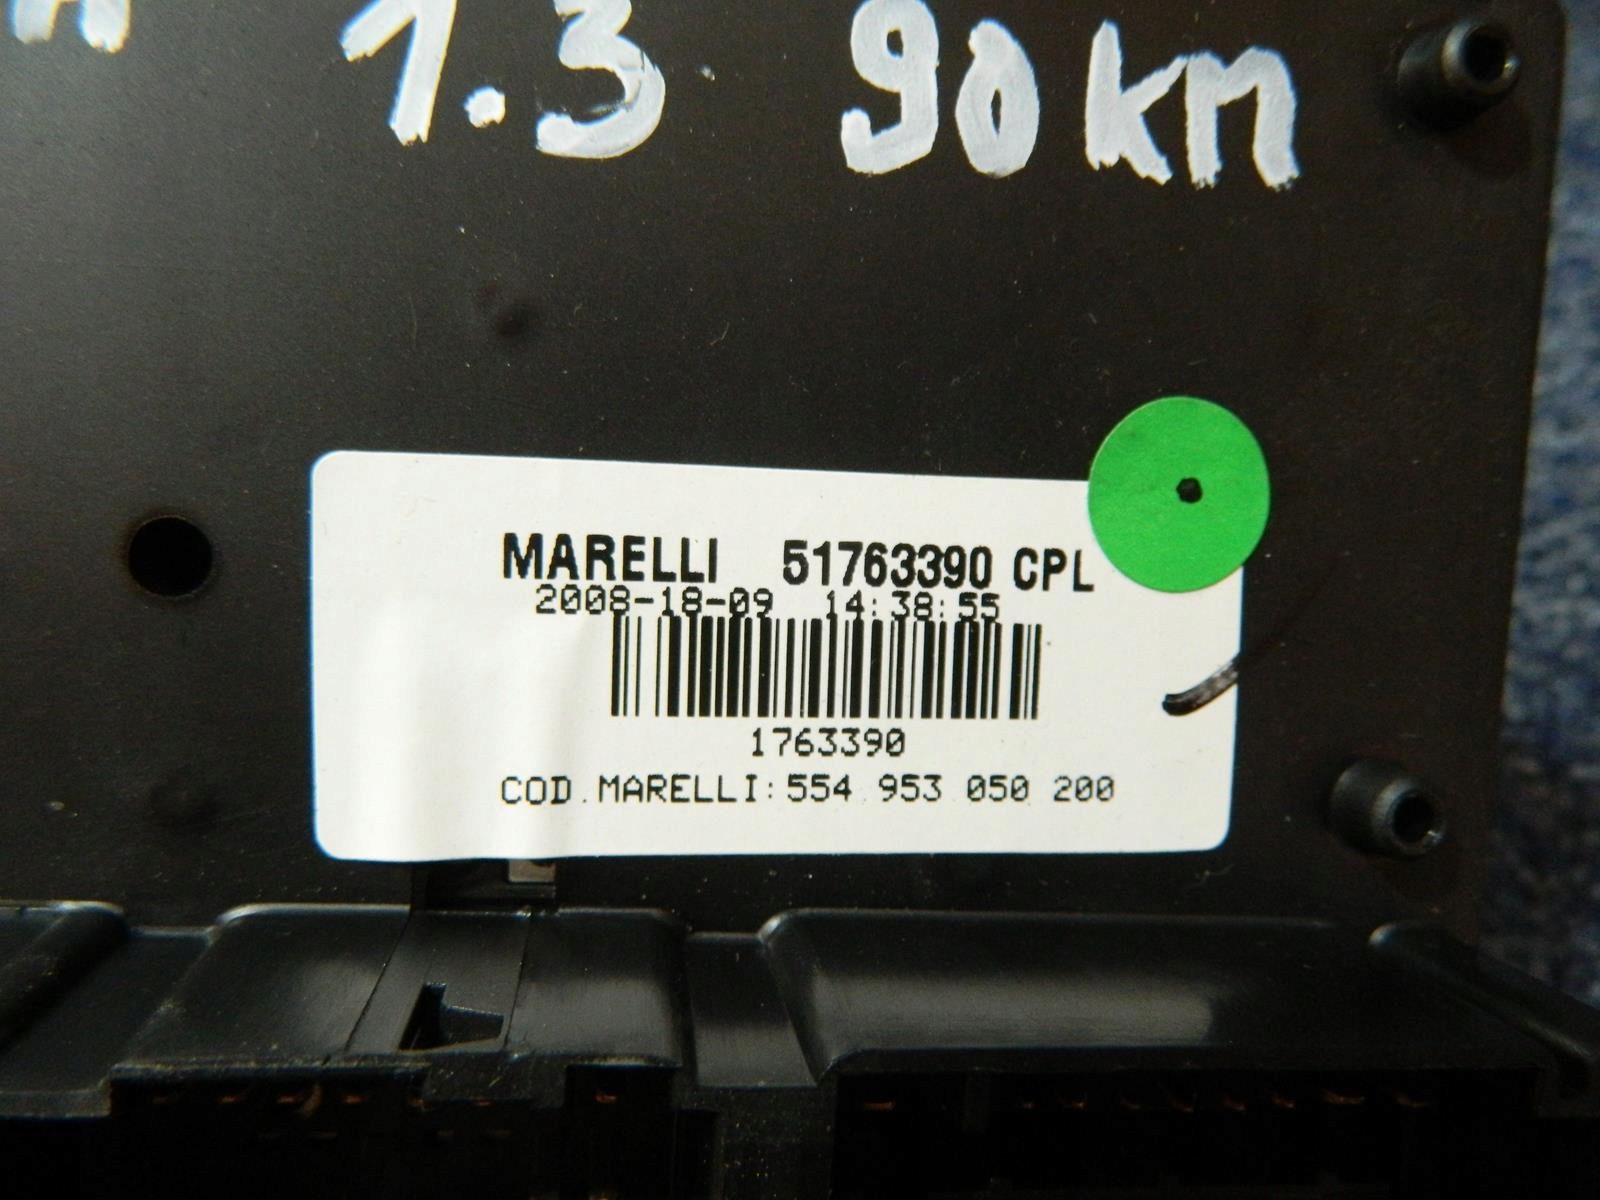 1.3 90KM
MARELLI 51763390 CPL
2008-18-09 14:38:55
1763390
COD.MARELLI:554 953 050 200